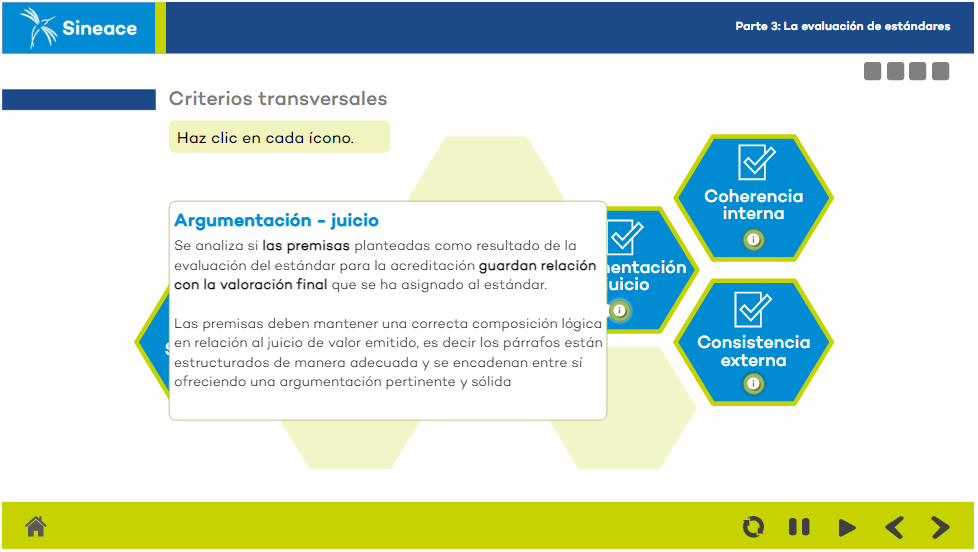 Sineace
Parte 3: La evaluación de estándares
Criterios transversales
Haz clic en cada ícono.
Argumentación - juicio
Se analiza si las premisas planteadas como resultado de la
evaluación del estándar para la acreditación guardan relación
con la valoración final que se ha asignado al estándar.
Las premisas deben mantener una correcta composición lógica
en relación al juicio de valor emitido, es decir los párrafos están
estructurados de manera adecuada y se encadenan entre sí
ofreciendo una argumentación pertinente y sólida
Coherencia
interna
Consistencia
externa